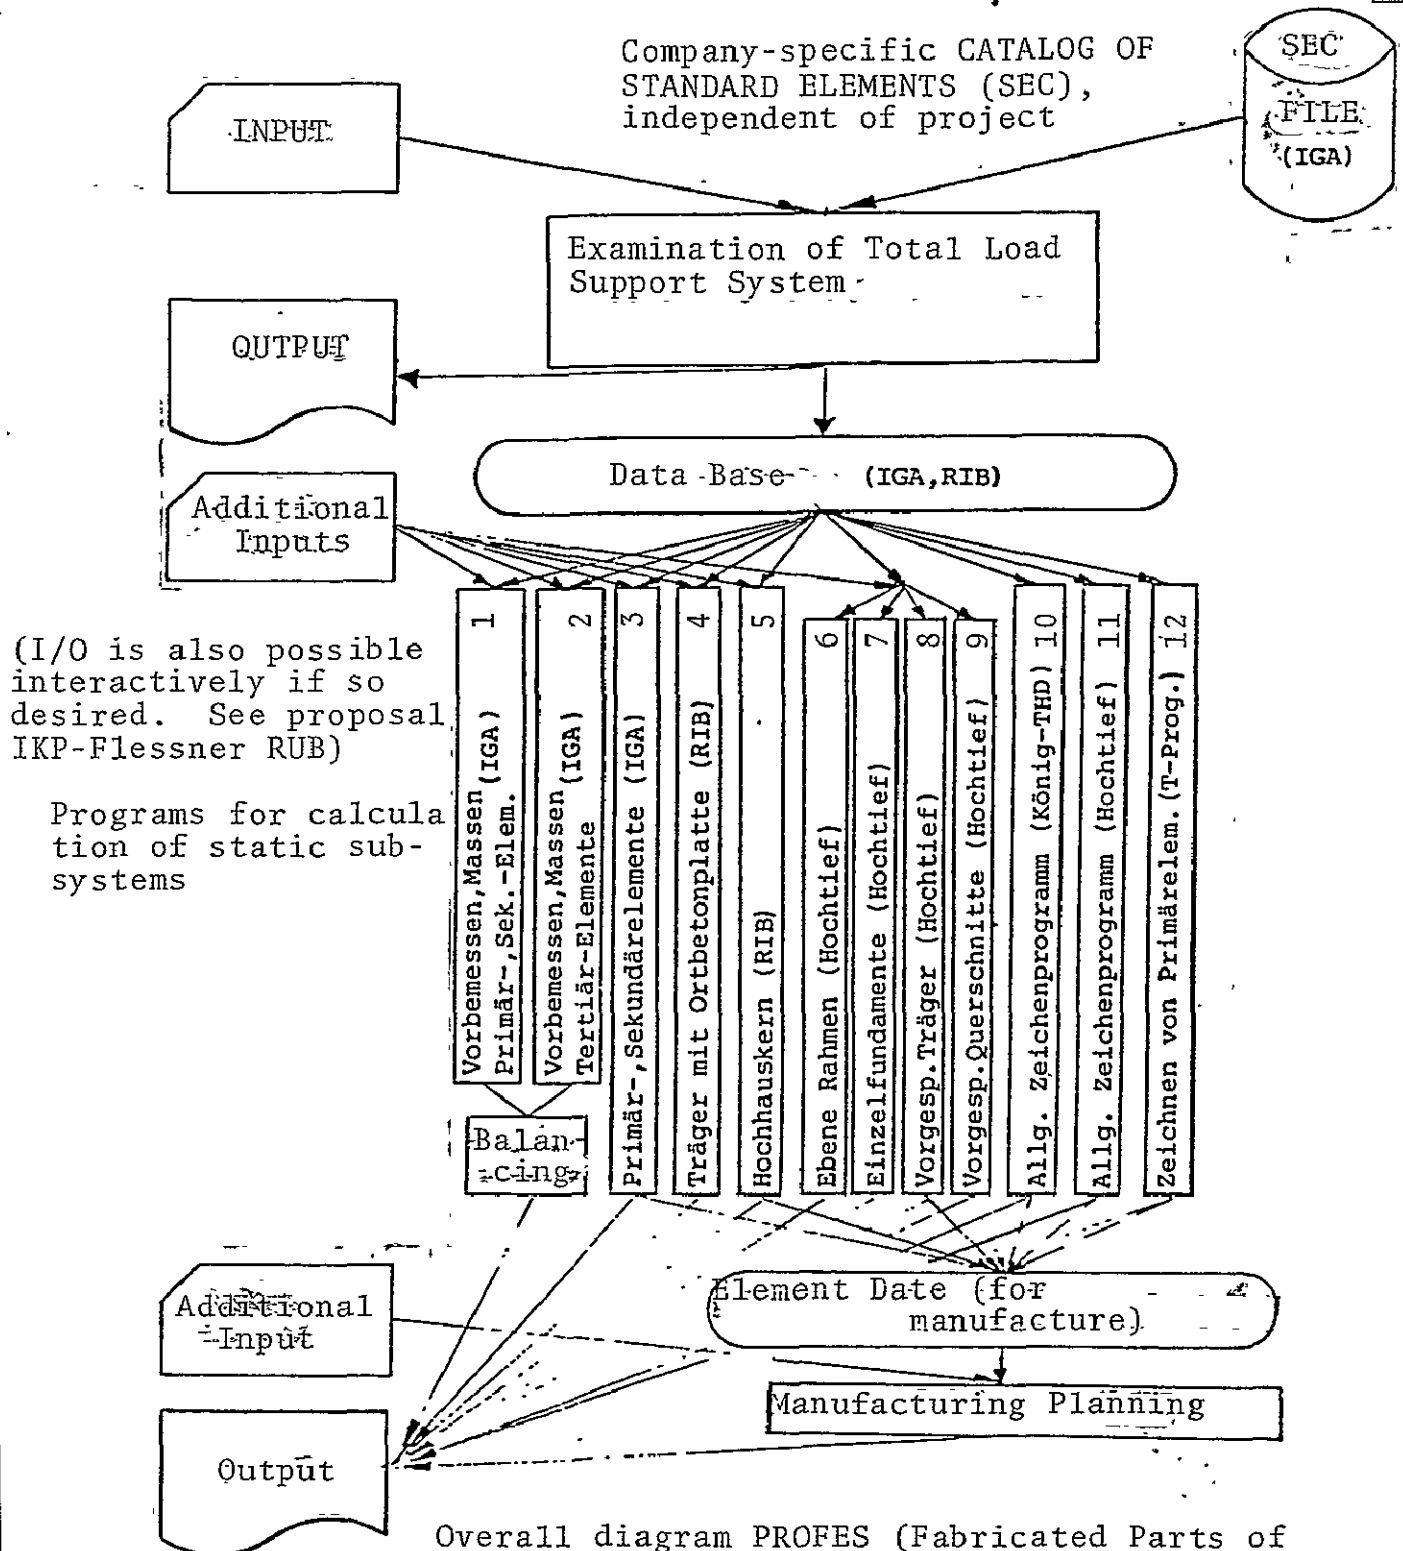 Company-specific CATALOG OF
STANDARD ELEMENTS (SEC),
independent of project
SEC
FILE
(IGA)
INPUT
Examination of Total Load
Support System
OUTPUT
Data Base (IGA,RIB)
Additional
Inputs
(I/O is also possible
interactively if so
desired. See proposal
IKP-Flessner RUB)
Programs for calcula
tion of static sub-
systems
Vorbemessen,Massen (IGA) 1
Primär-,Sek.-Elem.
Vorbemessen,Massen (IGA) 2
Tertiär-Elemente
Primär-,Sekundärelemente (IGA) 3
Träger mit Ortbetonplatte (RIB) 4
Hochhauskern (RIB) 5
Ebene Rahmen (Hochtief) 6
Einzelfundamente (Hochtief) 7
Vorgesp.Träger (Hochtief) 8
Vorgesp.Querschnitte (Hochtief) 9
Allg. Zeichenprogramm (König-THD) 10
Allg. Zeichenprogramm (Hochtief) 11
Zeichnen von Primärelem.(T-Prog.) 12
Balan-
cing
Additional
Input
Element Date (for
manufacture)
Manufacturing Planning
Output
Overall diagram PROFES (Fabricated Parts of